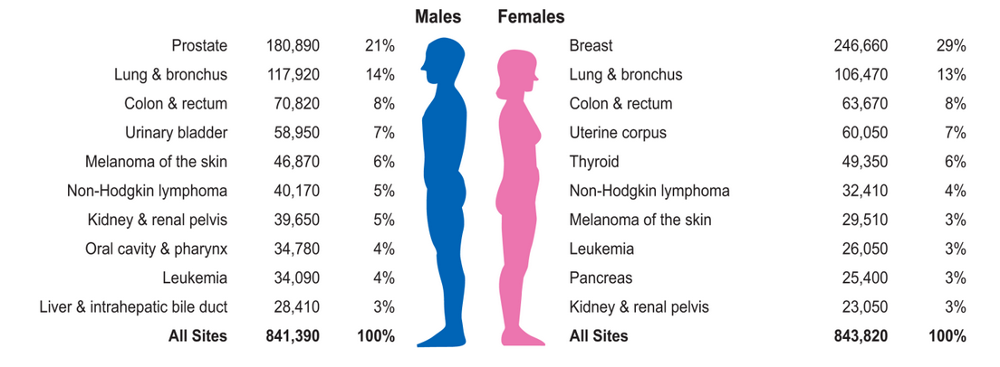 Males Females
Prostate 180,890 21% Breast 246,660 29%
Lung & bronchus 117,920 14% Lung & bronchus 106,470 13%
Colon & rectum 70,820 8% Colon & rectum 63,670 8%
Urinary bladder 58,950 7% Uterine corpus 60,050 7%
Melanoma of the skin 46,870 6% Thyroid 49,350 6%
Non-Hodgkin lymphoma 40,170 5% Non-Hodgkin lymphoma 32,410 4%
Kidney & renal pelvis 39,650 5% Melanoma of the skin 29,510 3%
Oral cavity & pharynx 34,780 4% Leukemia 26,050 3%
Leukemia 34,090 4% Pancreas 25,400 3%
Liver & intrahepatic bile duct 28,410 3% Kidney & renal pelvis 23,050 3%
All Sites 841,390 100% All Sites 843,820 100%